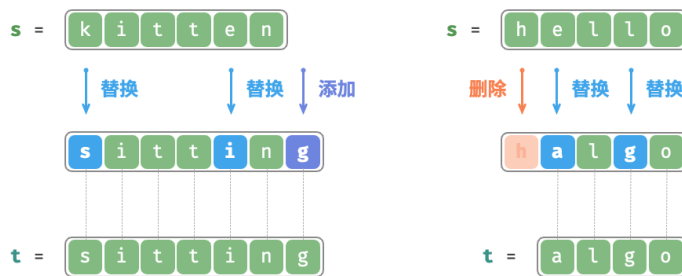 s = k i t t e n
替换 替换 添加
s i t t i n g
t = s i t t i n g
s = h e l l o
删除 替换 替换
h a l g o
t = a l g o